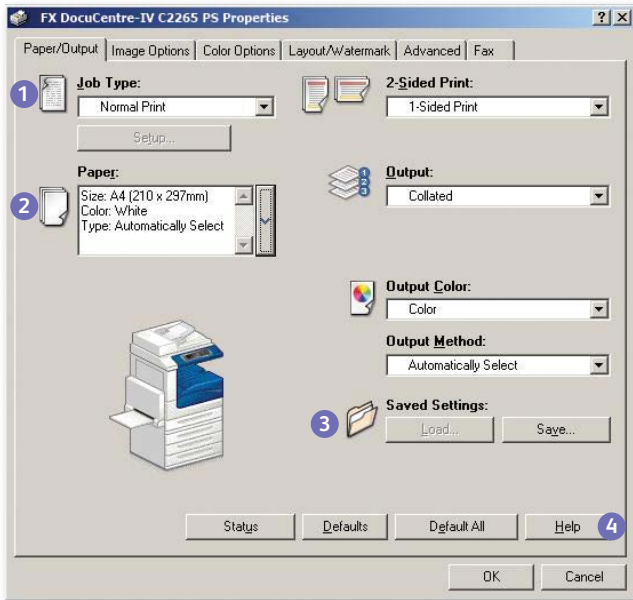 FX DocuCentre-IV C2265 PS Properties
? X
Paper/Output Image Options Color Options Layout/Watermark Advanced Fax
1
Job Type:
Normal Print
Setup...
2-Sided Print:
1-Sided Print
2
Paper:
Size: A4 (210 x 297mm)
Color: White
Type: Automatically Select
1
2
3
Output:
Collated
Output Color:
Color
Output Method:
Automatically Select
3
Saved Settings:
Load... Save...
Status Defaults Default All Help 4
OK Cancel